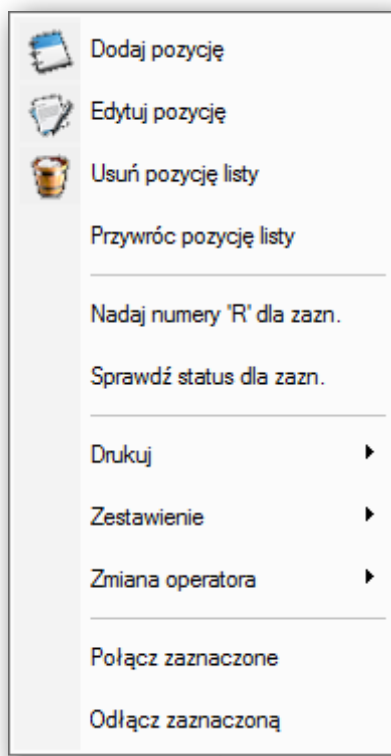 Dodaj pozycję
Edytuj pozycję
Usuń pozycję listy
Przywróc pozycję listy
Nadaj numery "R" dla zazn.
Sprawdź status dla zazn.
Drukuj
Zestawienie
Zmiana operatora
Połącz zaznaczone
Odłącz zaznaczoną